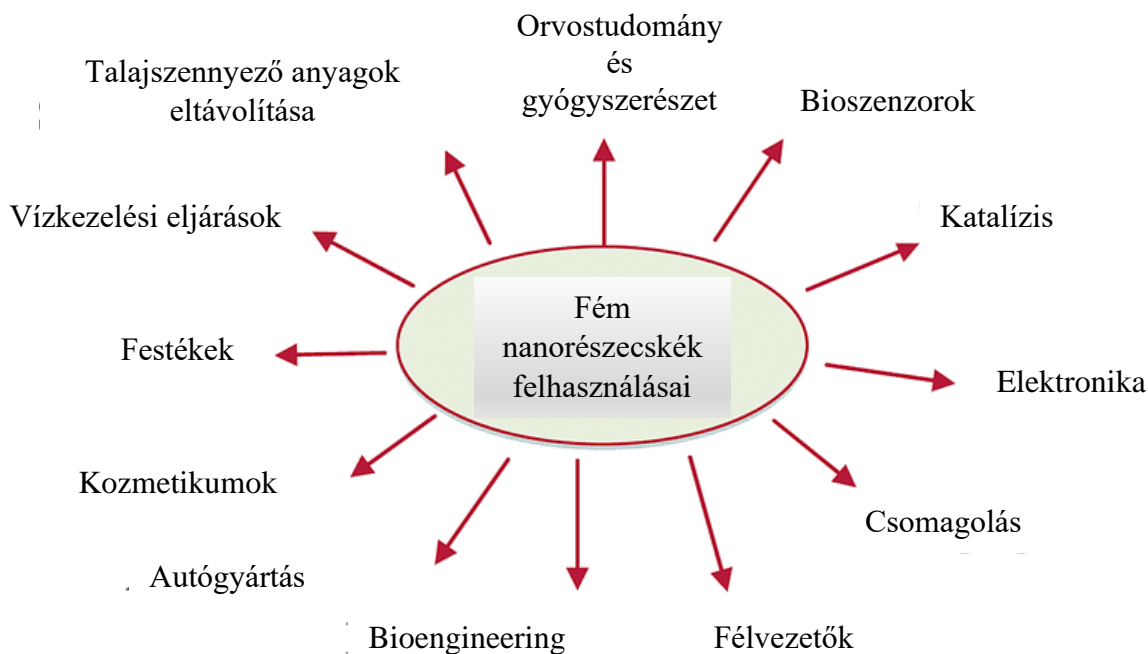 Orvostudomány
és
gyógyszerészet
Talajszennyező anyagok
eltávolítása
Bioszenzorok
Vízkezelési eljárások
Katalízis
Fém
nanorészecskék
felhasználásai
Festékek
Elektronika
Kozmetikumok
Csomagolás
Autógyártás
Bioengineering
Félvezetők